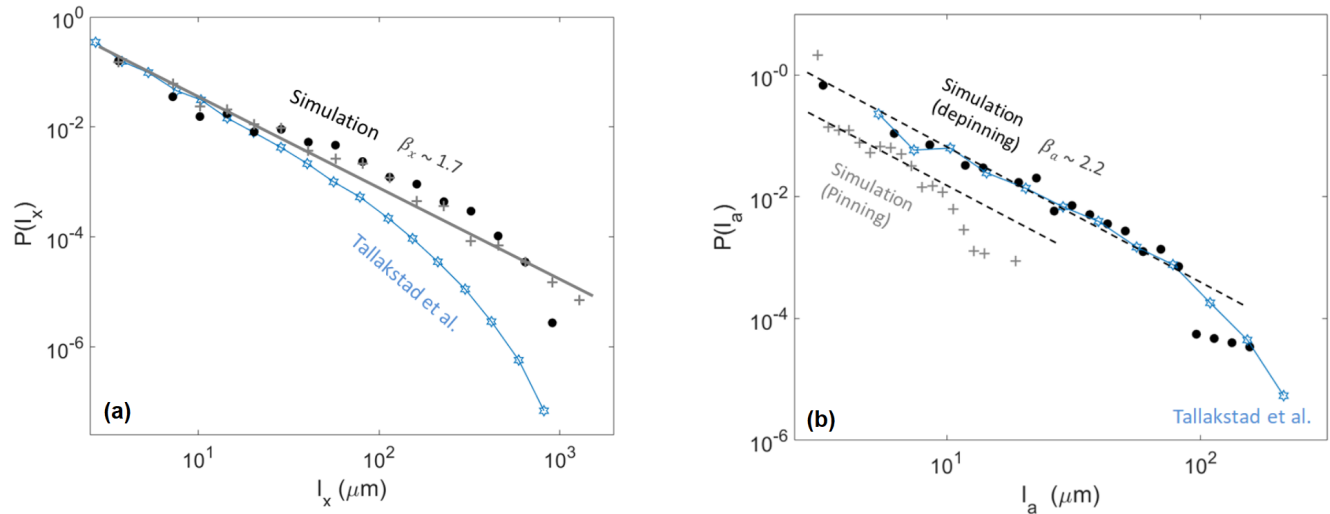 10^0
10^-2
10^-4
10^-6
P(l_x)
Simulation
β_x ~ 1.7
Tallakstad et al.
(a)
10^1
10^2
10^3
l_x (μm)
10^-0
10^-2
10^-4
10^-6
P(l_a)
Simulation
(depinning)
β_a ~ 2.2
Simulation
(Pinning)
Tallakstad et al.
(b)
10^1
10^2
l_a (μm)